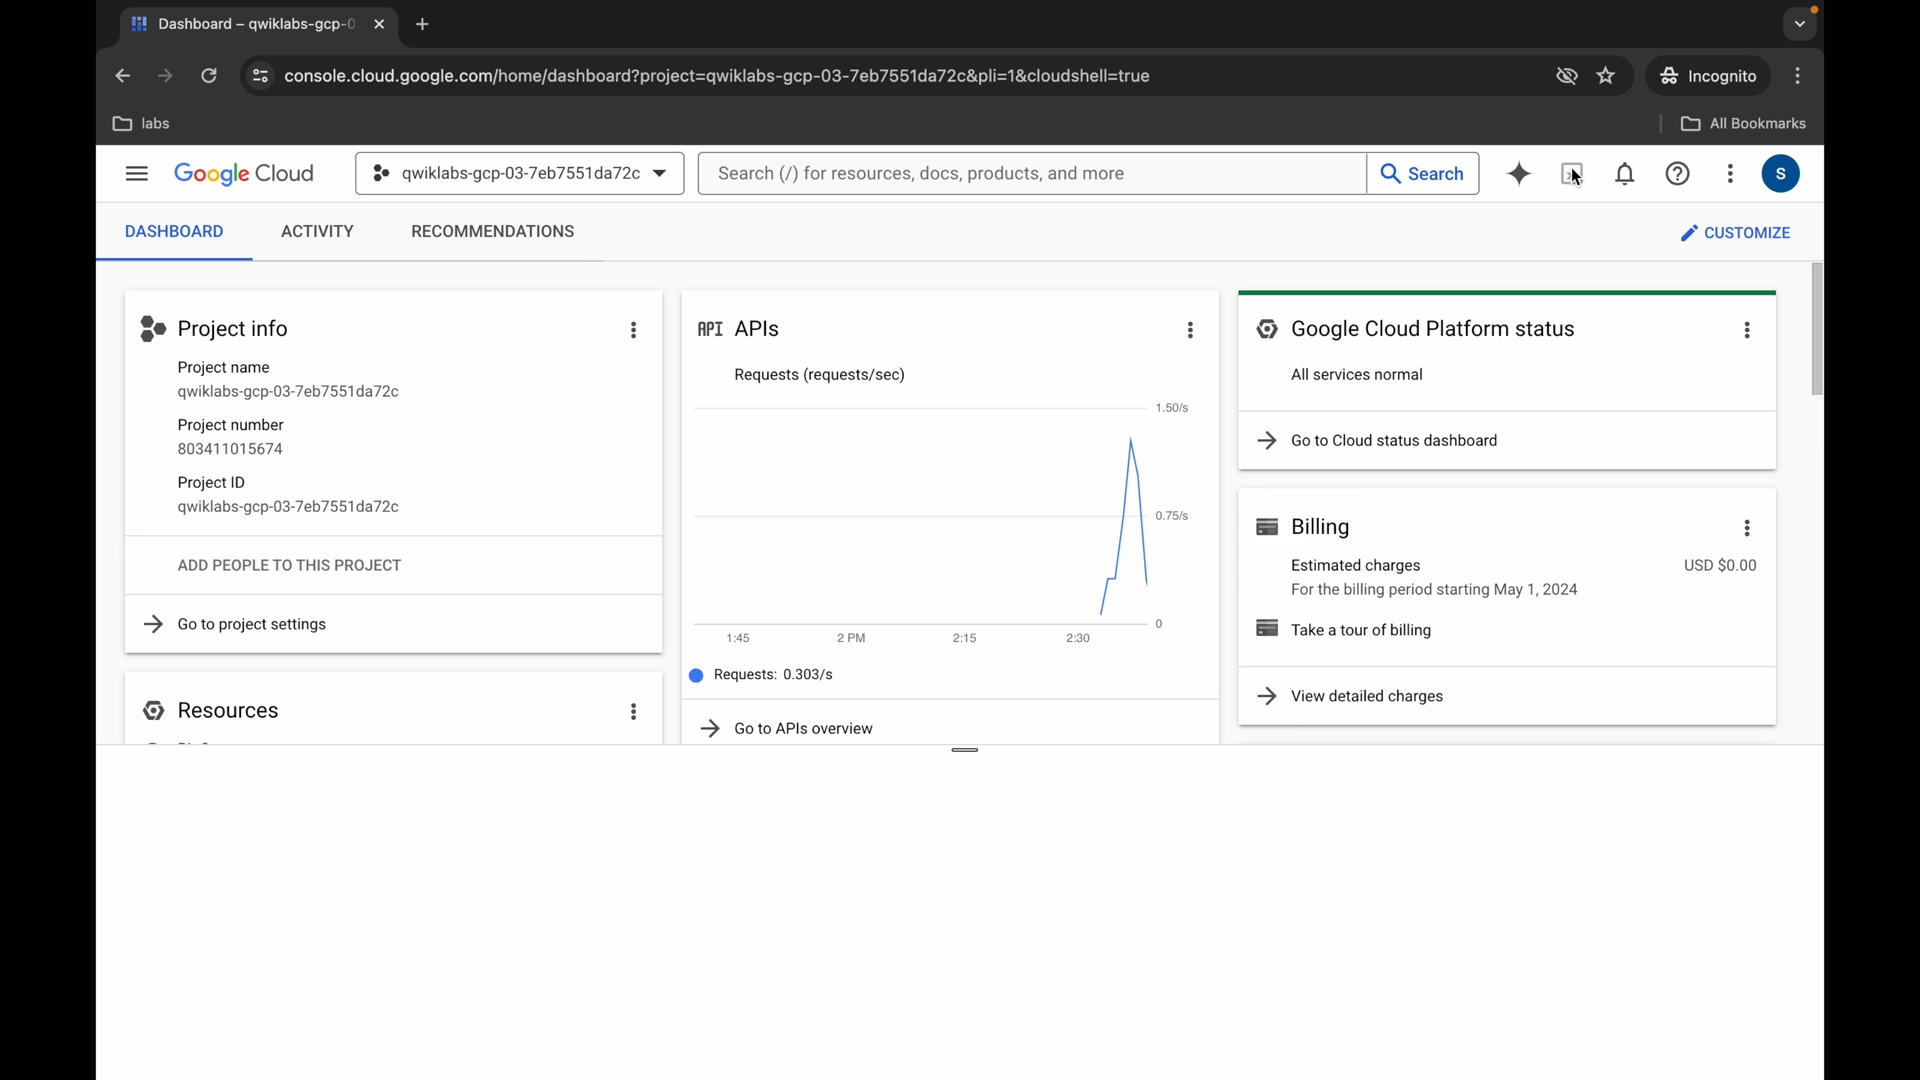 Dashboard – qwiklabs-gcp-0
console.cloud.google.com/home/dashboard?project=qwiklabs-gcp-03-7eb7551da72c&pli=1&cloudshell=true
Incognito
labs
All Bookmarks
Google Cloud
qwiklabs-gcp-03-7eb7551da72c
Search (/) for resources, docs, products, and more
Search
S
DASHBOARD
ACTIVITY
RECOMMENDATIONS
CUSTOMIZE
Project info
Project name
qwiklabs-gcp-03-7eb7551da72c
Project number
803411015674
Project ID
qwiklabs-gcp-03-7eb7551da72c
ADD PEOPLE TO THIS PROJECT
Go to project settings
Resources
API APIs
Requests (requests/sec)
1.50/s
0.75/s
0
1:45 2 PM 2:15 2:30
Requests: 0.303/s
Go to APIs overview
Google Cloud Platform status
All services normal
Go to Cloud status dashboard
Billing
Estimated charges USD $0.00
For the billing period starting May 1, 2024
Take a tour of billing
View detailed charges